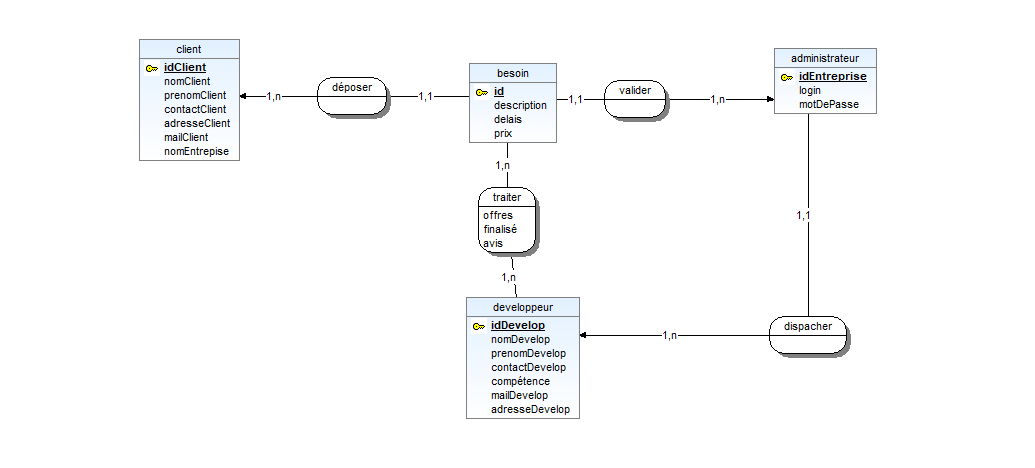 client
idClient
nomClient
prenomClient
contactClient
adresseClient
mailClient
nomEntrepise
1,n
déposer
1,1
besoin
id
description
delais
prix
1,1
valider
1,n
administrateur
idEntreprise
login
motDePasse
1,n
traiter
offres
finalisé
avis
1,n
1,1
developpeur
idDevelop
nomDevelop
prenomDevelop
contactDevelop
compétence
mailDevelop
adresseDevelop
1,n
dispacher